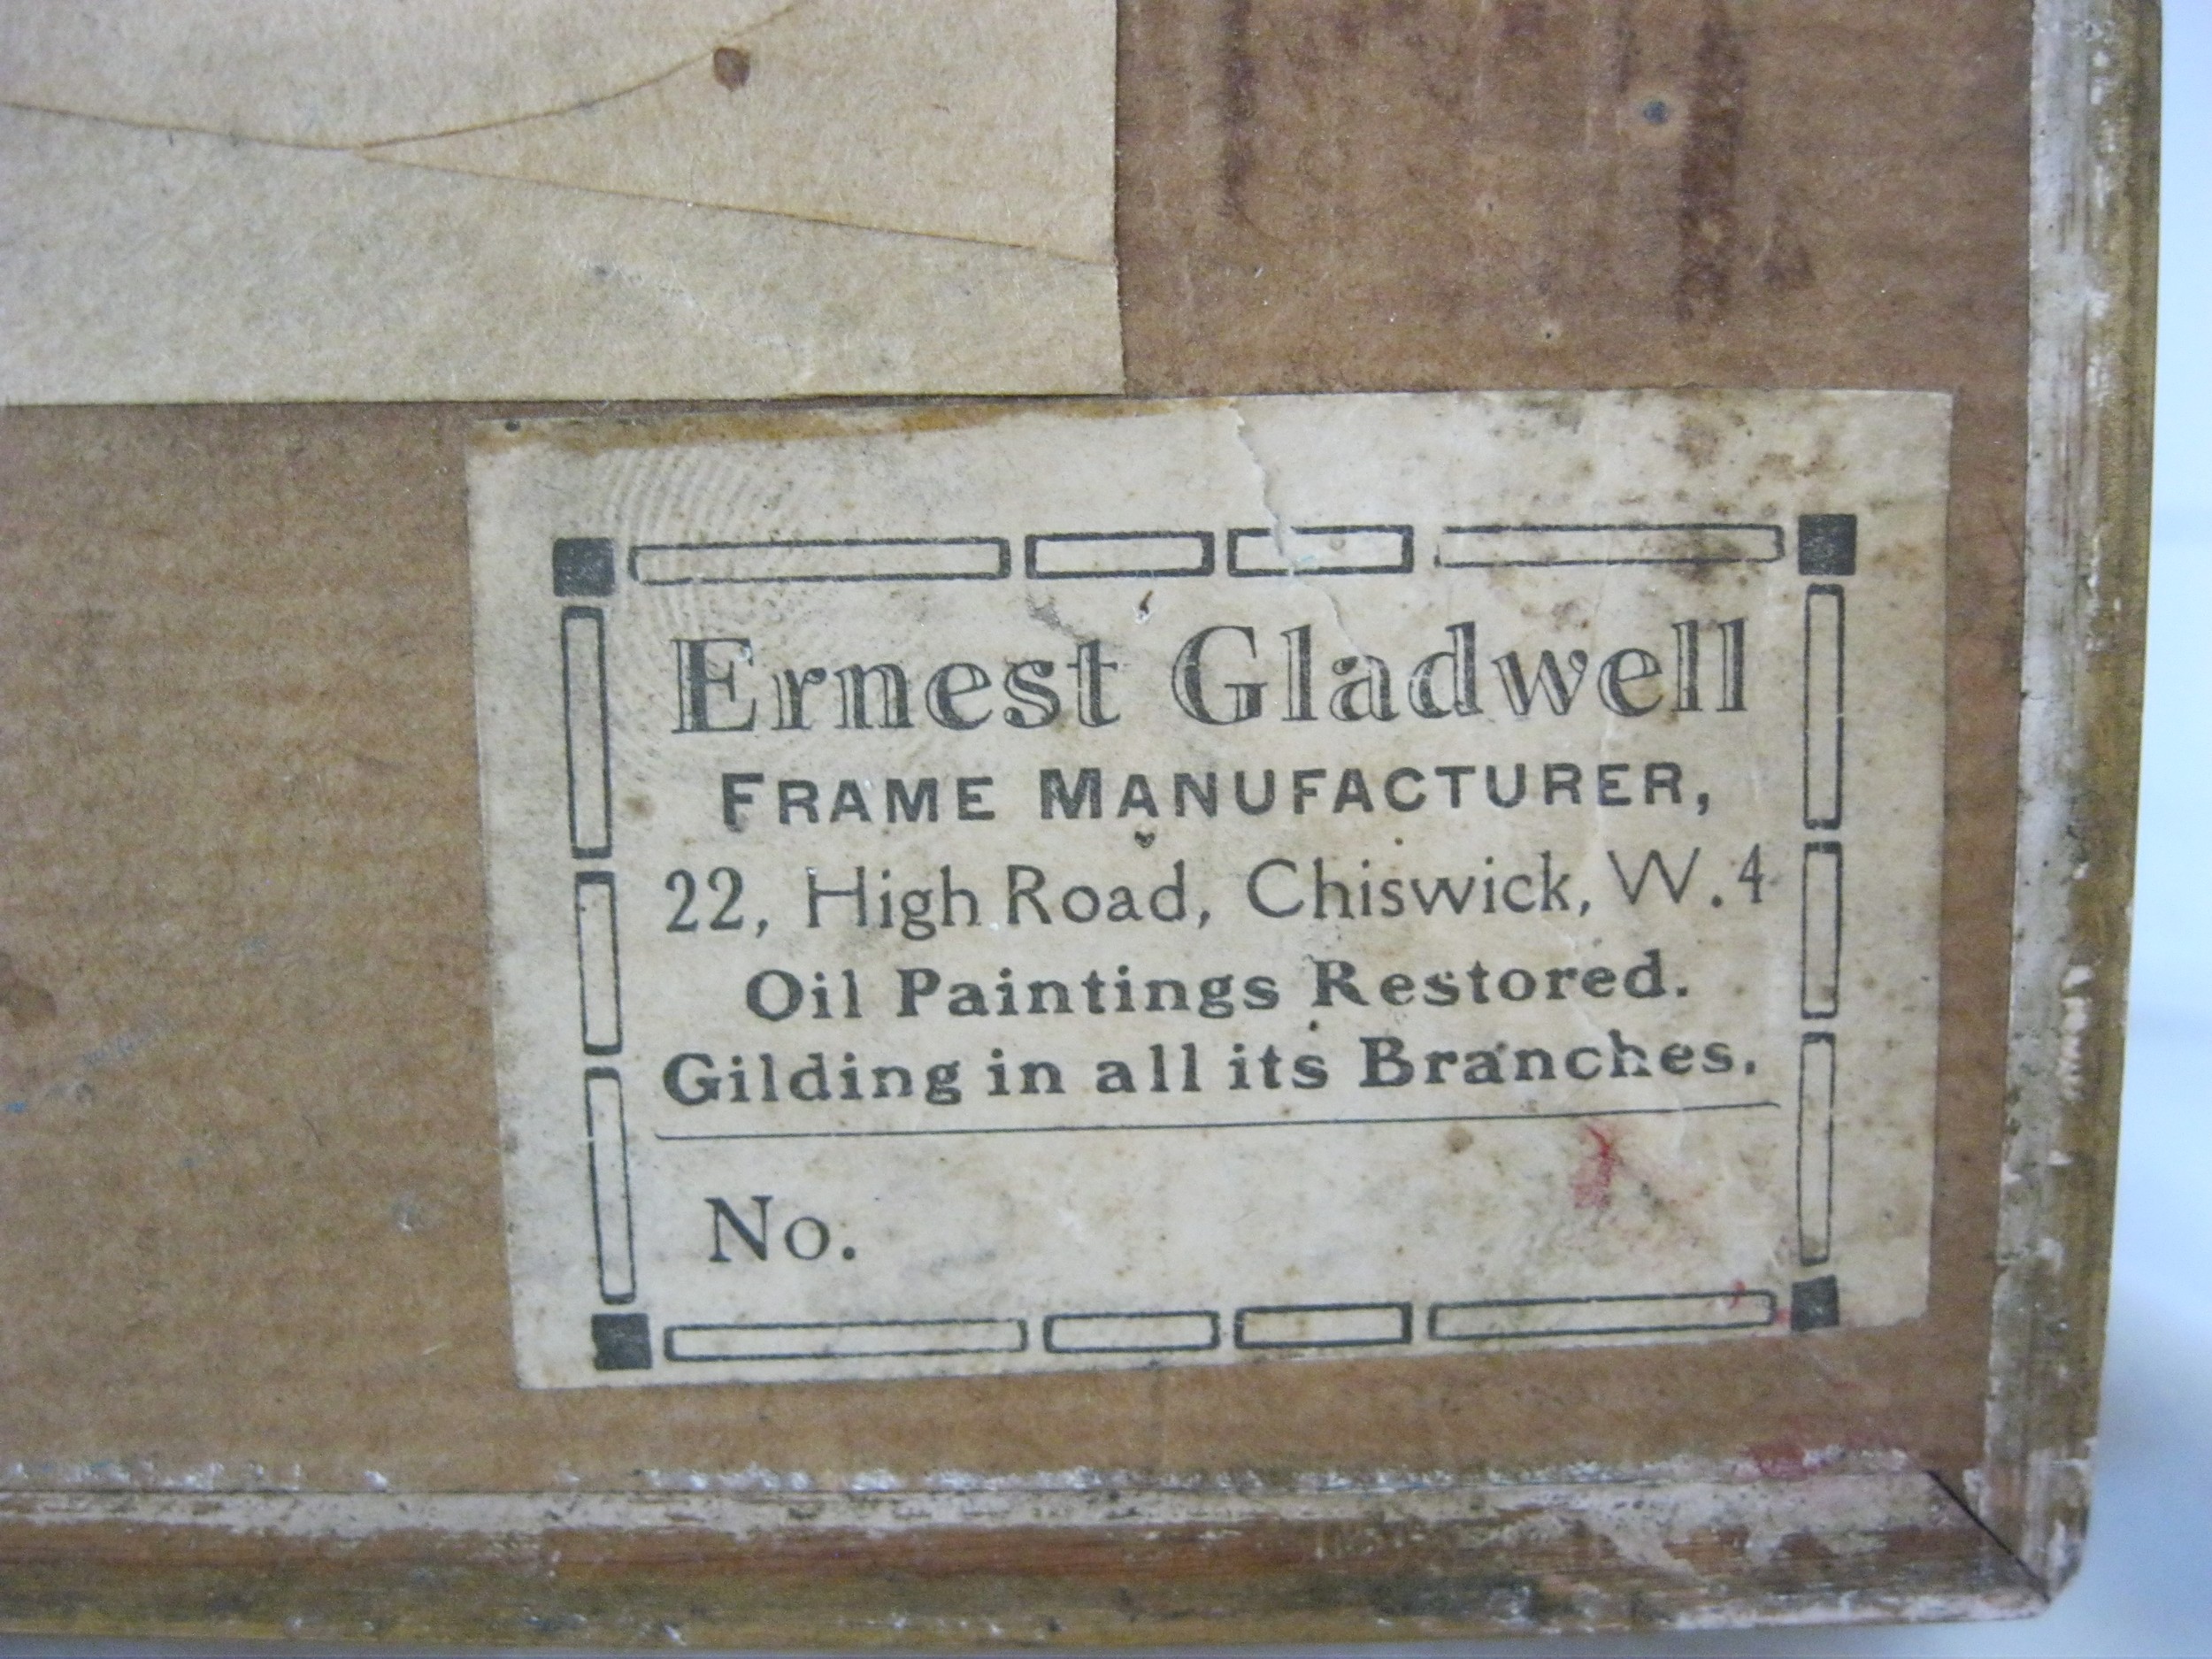 Ernest Gladwell
FRAME MANUFACTURER,
22, High Road, Chiswick, W.4
Oil Paintings Restored.
Gilding in all its Branches.
No.